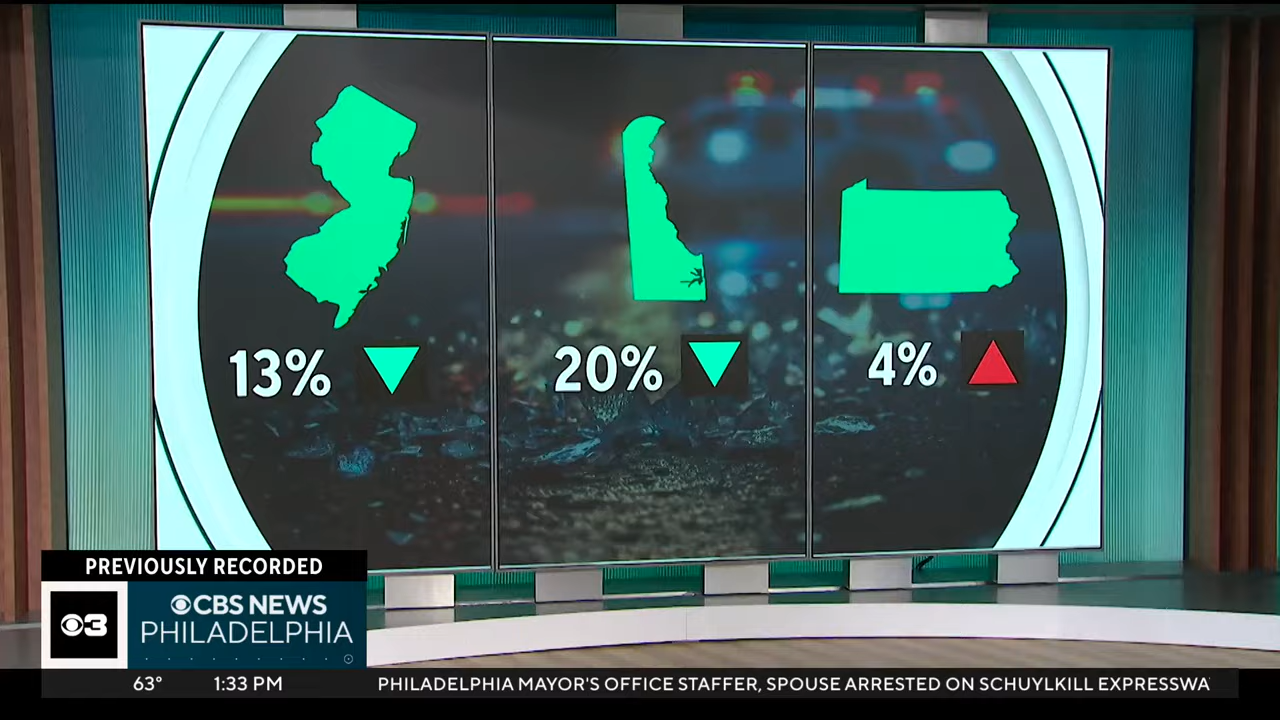 13%
20%
4%
PREVIOUSLY RECORDED
3
CBS NEWS
PHILADELPHIA
63° 1:33 PM PHILADELPHIA MAYOR'S OFFICE STAFFER, SPOUSE ARRESTED ON SCHUYLKILL EXPRESSWA